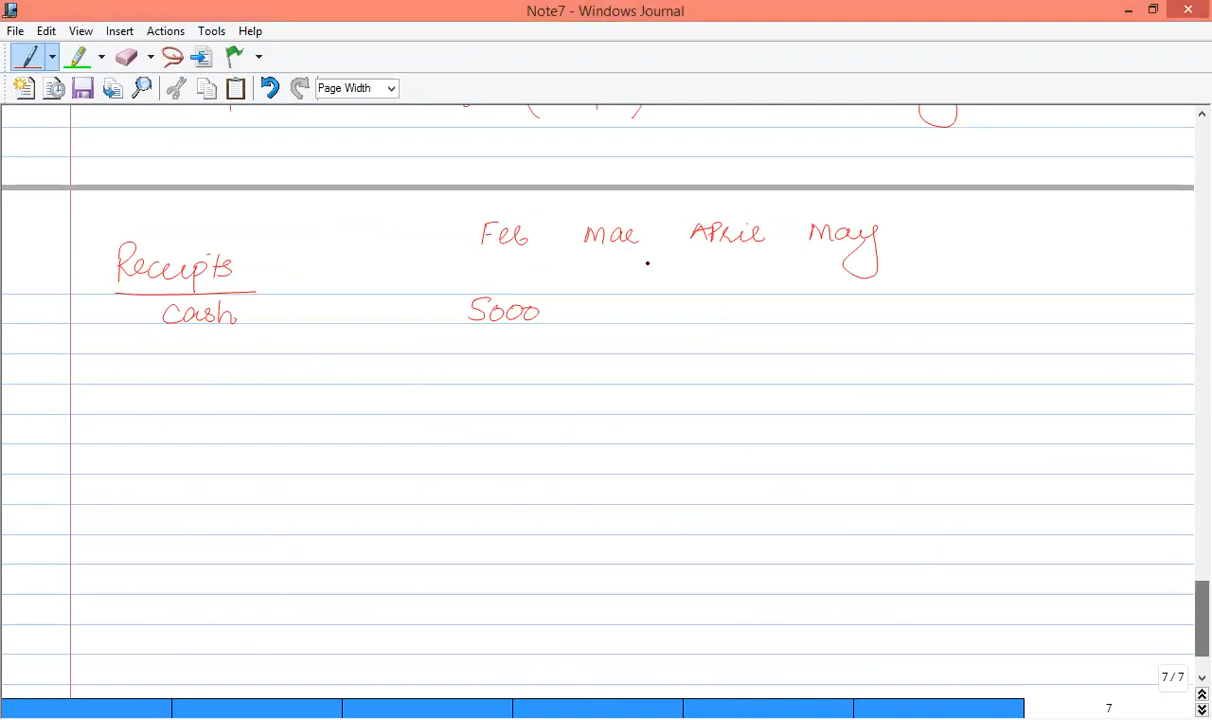 Note7 - Windows Journal
File Edit View Insert Actions Tools Help
Page Width
Feb Mar April May
Receipts
Cash 5000
7 / 7
7